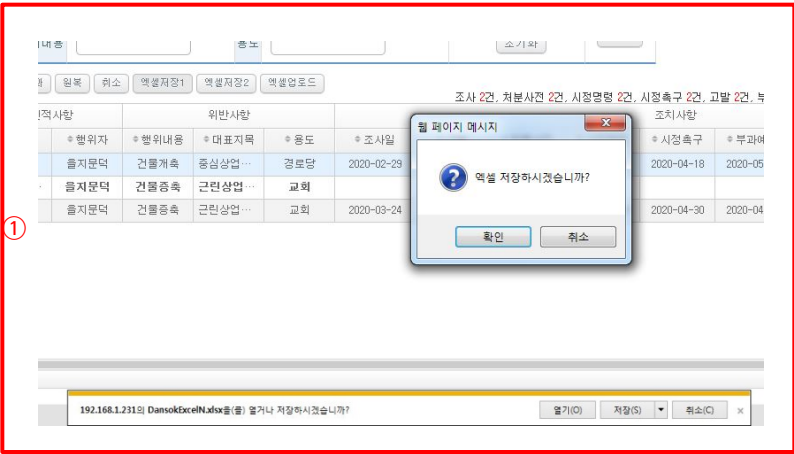 용도
초기화
원복 취소 엑셀저장1 엑셀저장2 엑셀업로드
조사 2건, 처분사전 2건, 시정명령 2건, 시정촉구 2건, 고발 2건,
위반사항 조치사항
행위자 행위내용 대표지목 용도 조사일 시정촉구
을지문덕 건물개축 중심상업… 경로당 2020-02-29 2020-04-18 2020-05
을지문덕 건물증축 근린상업… 교회
을지문덕 건물증축 근린상업… 교회 2020-03-24 2020-04-30 2020-04
웹 페이지 메시지
엑셀 저장하시겠습니까?
확인 취소
①
192.168.1.231의 DansokExcelN.xlsx을(를) 열거나 저장하시겠습니까? 열기(O) 저장(S) 취소(C) ×